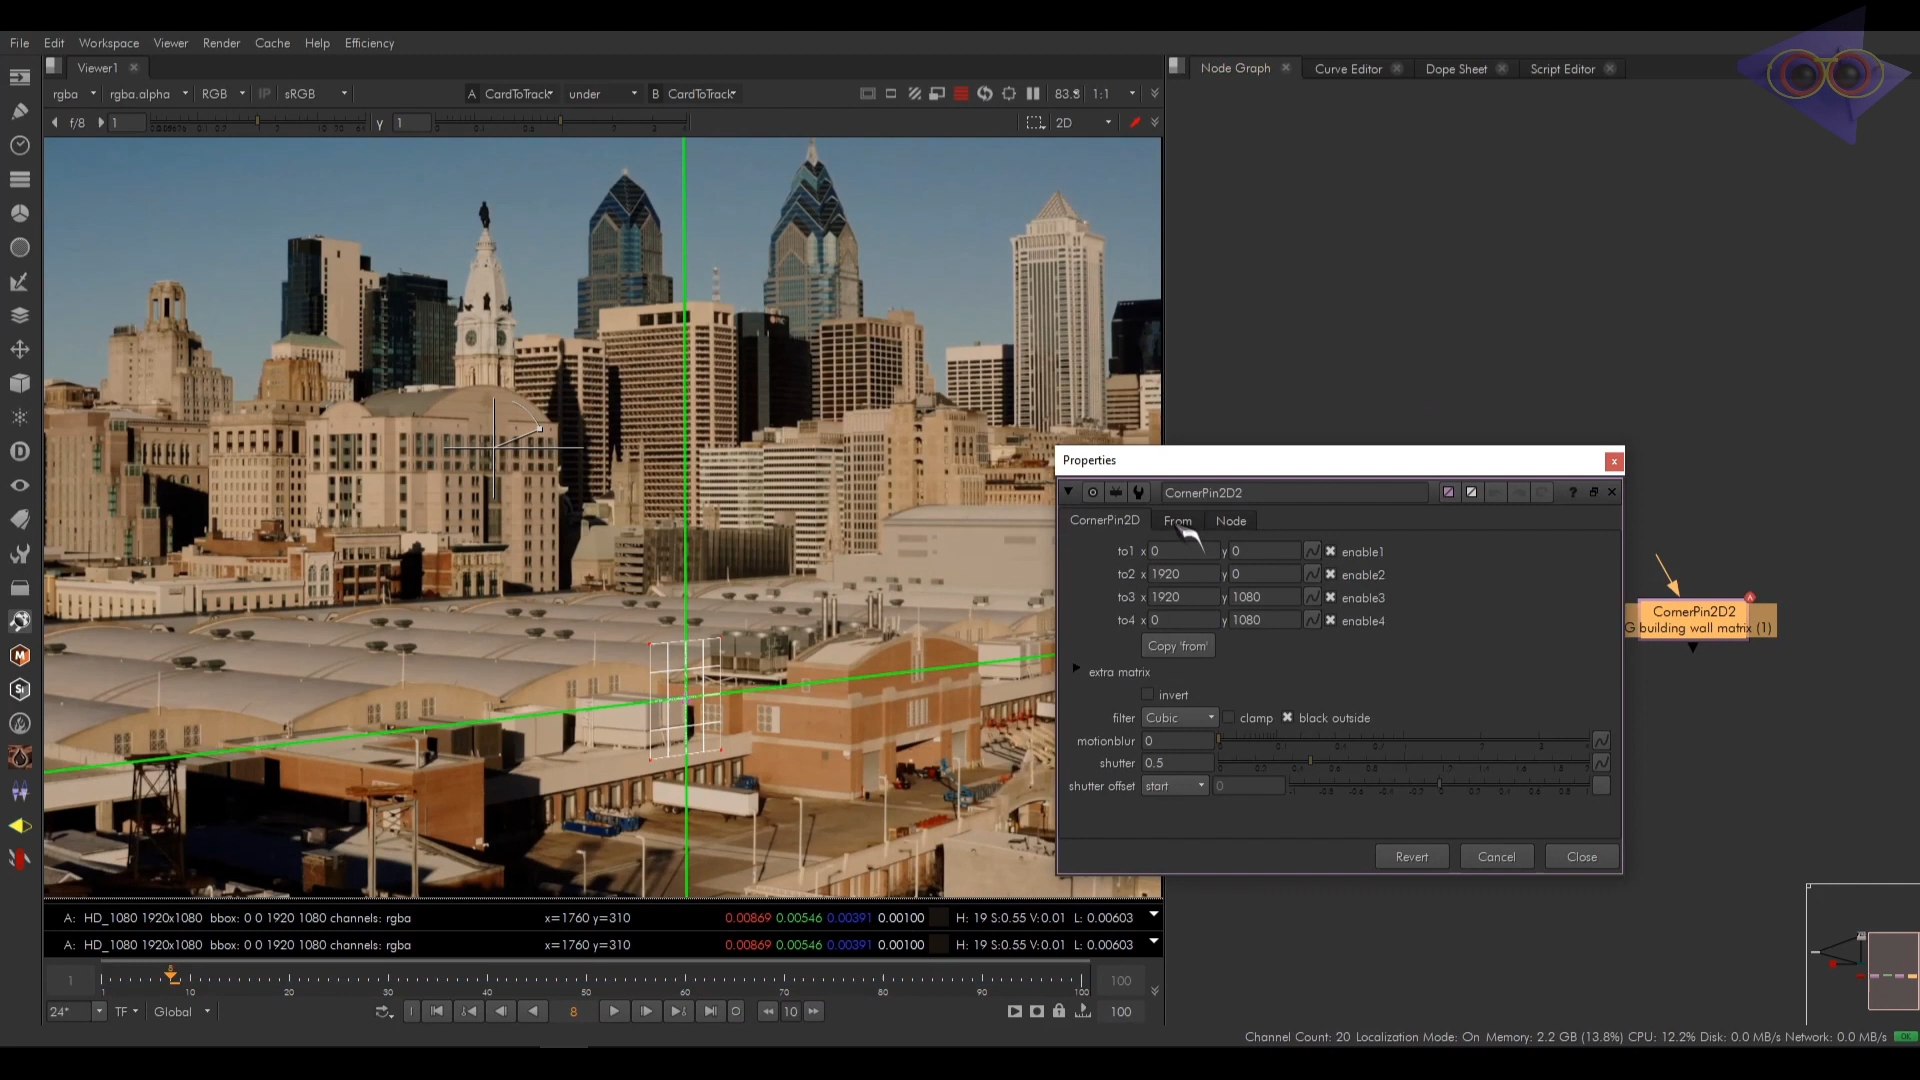 File Edit Workspace Viewer Render Cache Help Efficiency
Viewer1
Node Graph Curve Editor Dope Sheet Script Editor
rgba rgba.alpha RGB IP sRGB A CardToTrack under B CardToTrack 83.3 1:1
f/8 1 y 1 2D
Properties
CornerPin2D2
CornerPin2D From Node
to1 x 0 y 0 enable1
to2 x 1920 y 0 enable2
to3 x 1920 y 1080 enable3
to4 x 0 y 1080 enable4
Copy 'from'
extra matrix
invert
filter Cubic clamp black outside
motionblur 0
shutter 0.5
shutter offset start 0
Revert Cancel Close
CornerPin2D2
G building wall matrix (1)
A: HD_1080 1920x1080 bbox: 0 0 1920 1080 channels: rgba x=1760 y=310 0.00869 0.00546 0.00391 0.00100 H: 19 S:0.55 V:0.01 L: 0.00603
A: HD_1080 1920x1080 bbox: 0 0 1920 1080 channels: rgba x=1760 y=310 0.00869 0.00546 0.00391 0.00100 H: 19 S:0.55 V:0.01 L: 0.00603
1 8 100
1 10 20 30 40 50 60 70 80 90 100
24* TF Global 8 10 100
Channel Count: 20 Localization Mode: On Memory: 2.2 GB (13.8%) CPU: 12.2% Disk: 0.0 MB/s Network: 0.0 MB/s OK